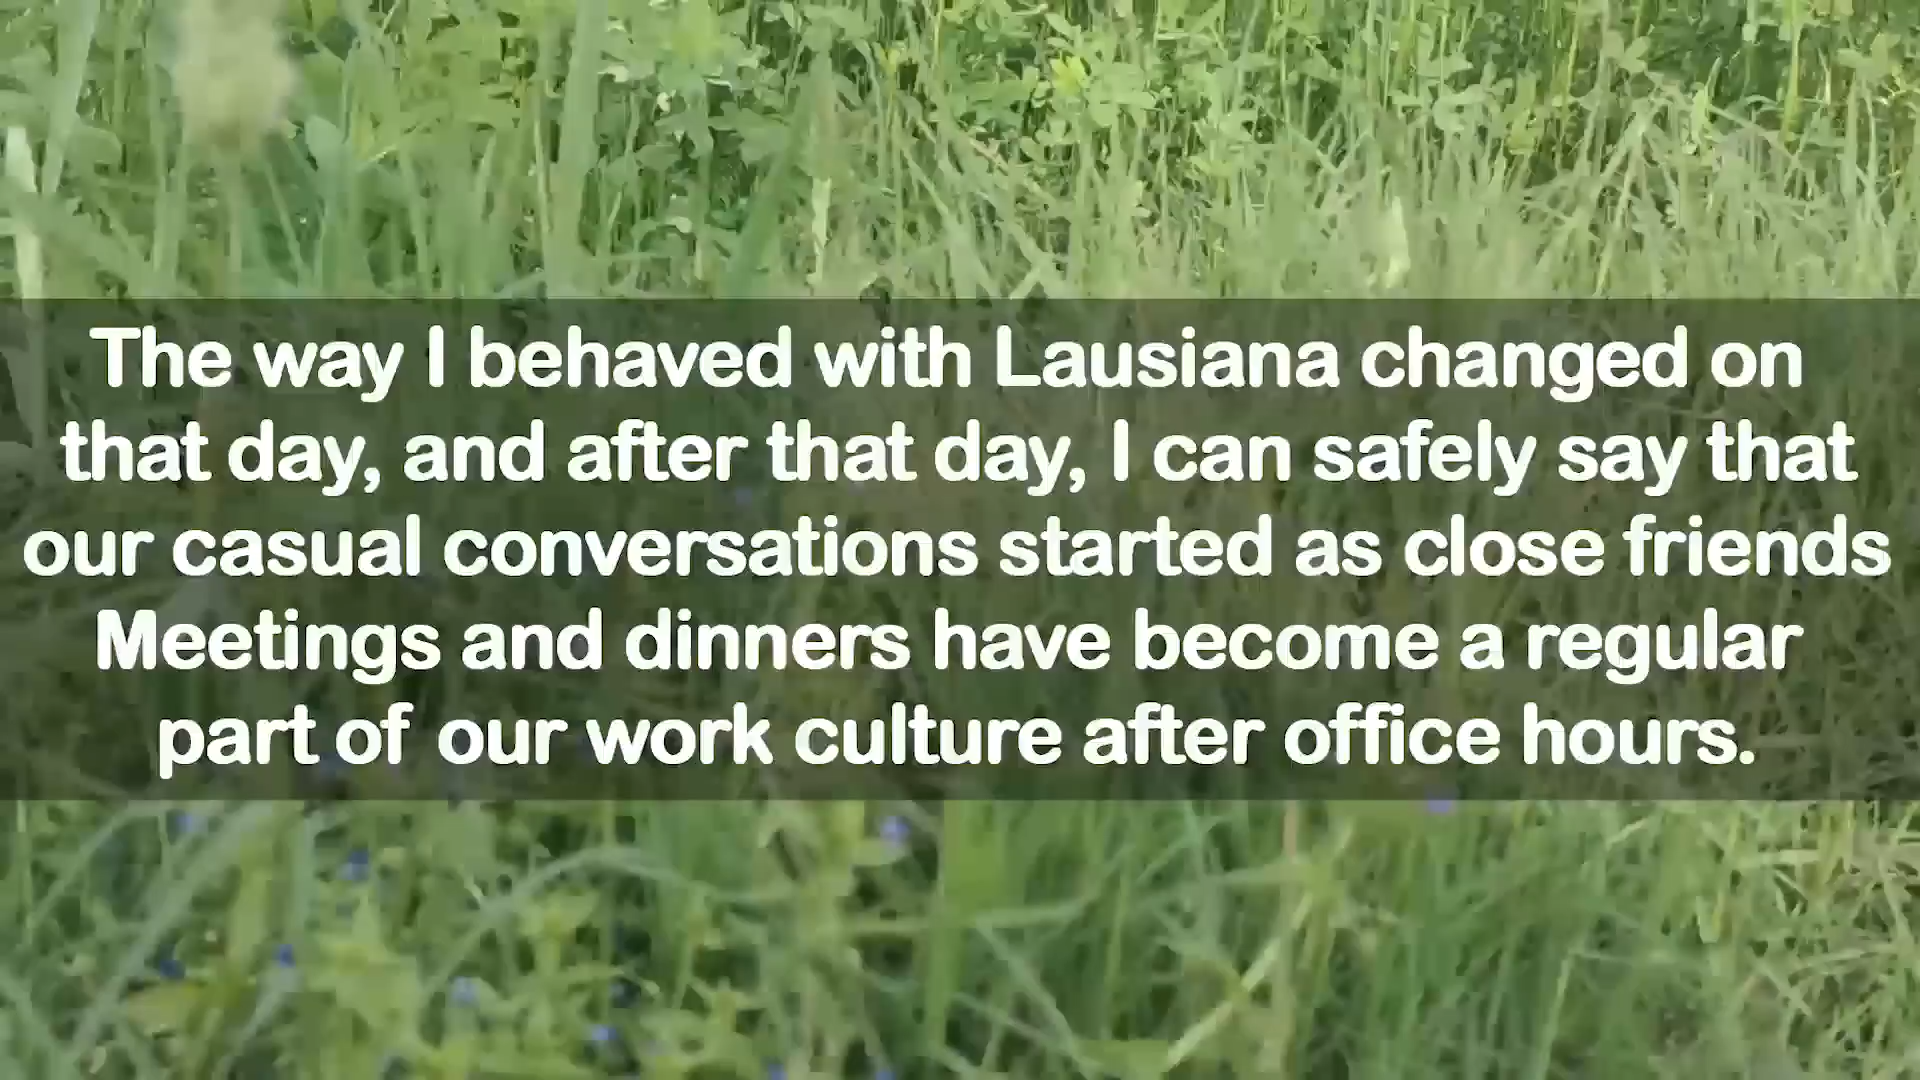 The way I behaved with Lausiana changed on
that day, and after that day, I can safely say that
our casual conversations started as close friends
Meetings and dinners have become a regular
part of our work culture after office hours.